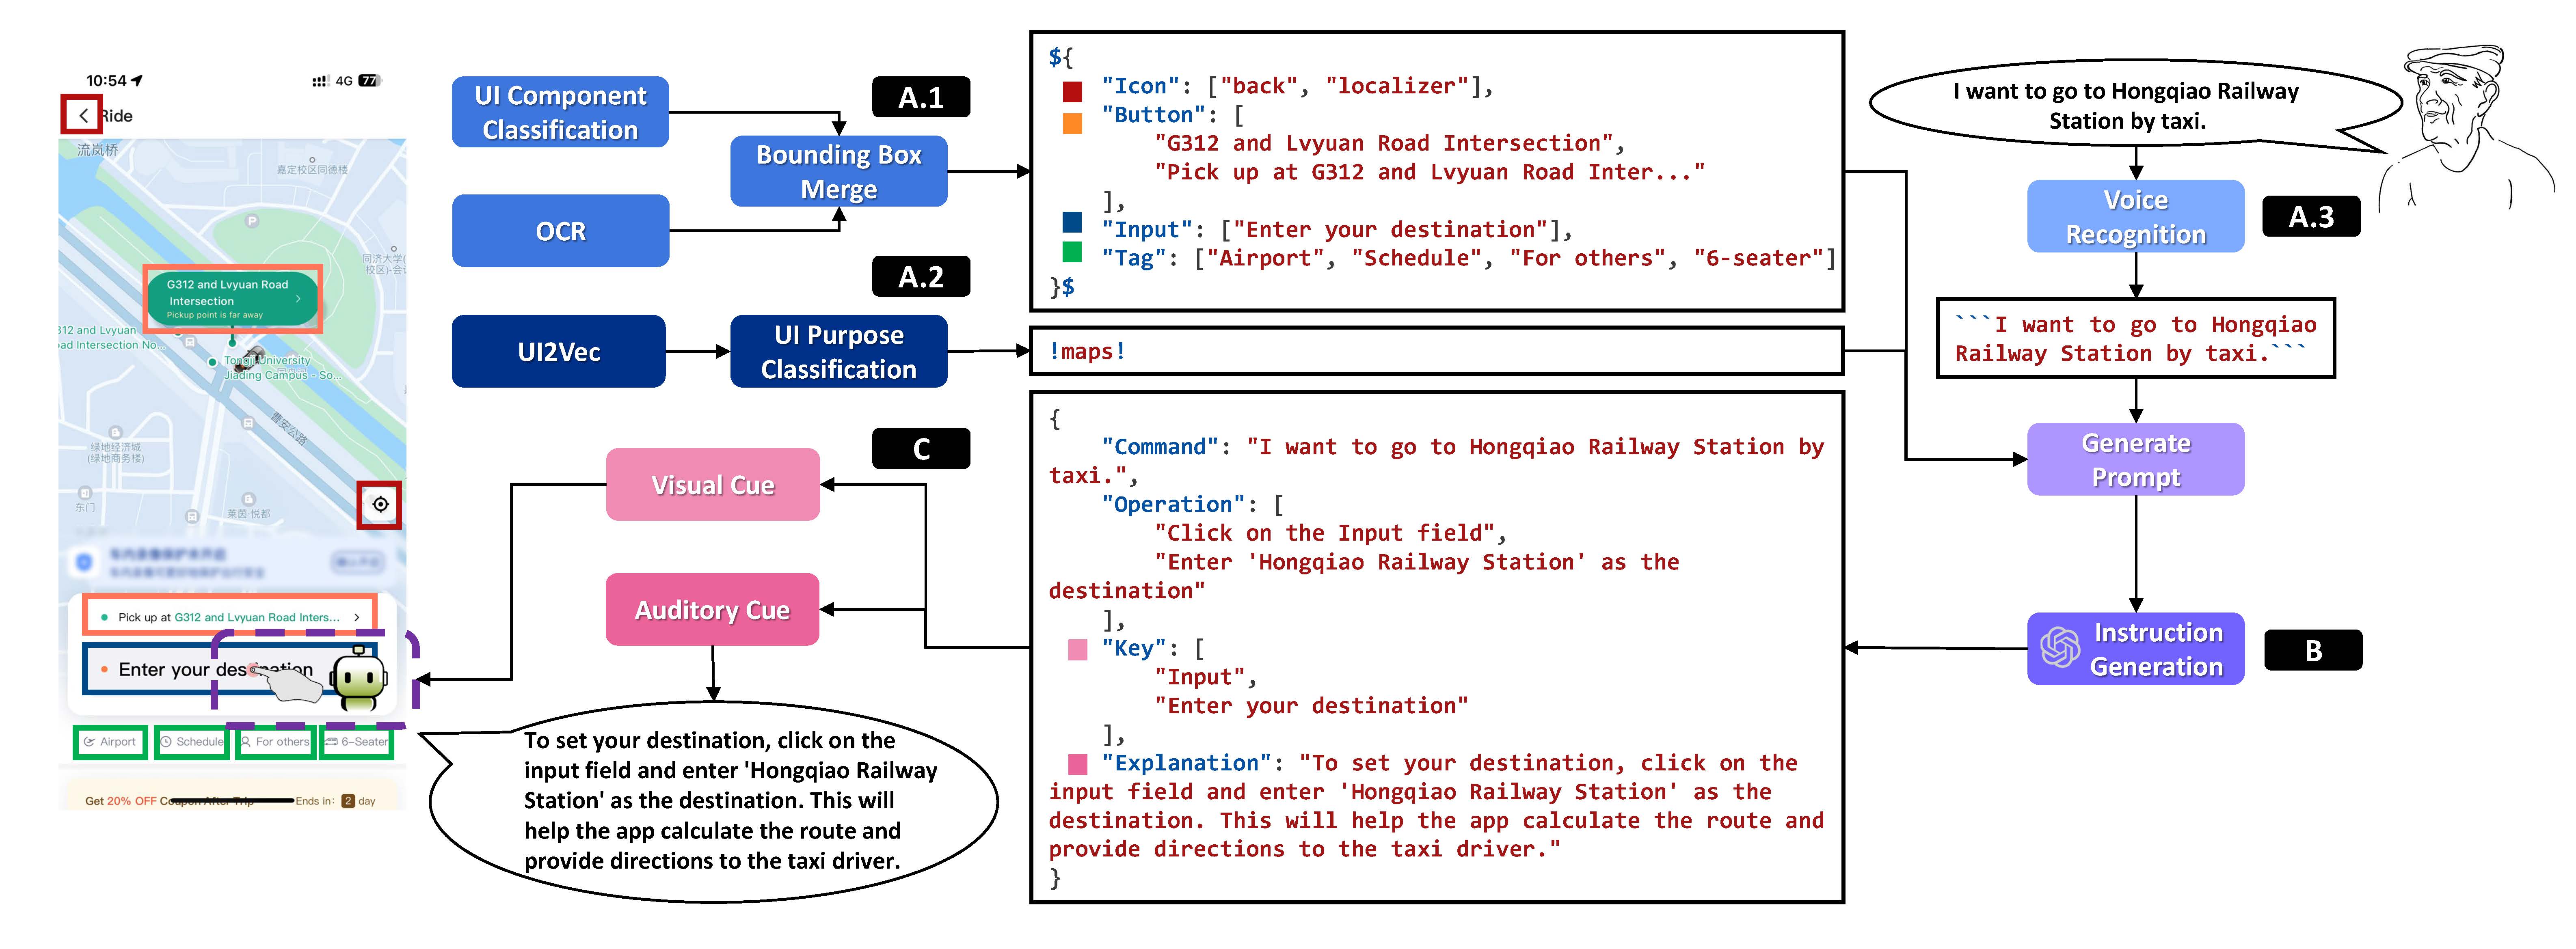 10:54
4G 77
Ride
流岚桥
嘉定校区同德楼
P
同济大学(
校区)-会议
G312 and Lvyuan Road
Intersection
Pickup point is far away
312 and Lvyuan
ad Intersection No...
Tongji University
Jiading Campus - So...
曹安公路
绿地经济城
(绿地商务楼)
东门
莱茵·悦都
Pick up at G312 and Lvyuan Road Inters...
Enter your destination
Airport
Schedule
For others
6-Seater
Get 20% OFF Coupon After Trip
Ends in: 2 day
UI Component
Classification
OCR
A.1
Bounding Box
Merge
A.2
UI2Vec
UI Purpose
Classification
${
"Icon": ["back", "localizer"],
"Button": [
"G312 and Lvyuan Road Intersection",
"Pick up at G312 and Lvyuan Road Inter..."
],
"Input": ["Enter your destination"],
"Tag": ["Airport", "Schedule", "For others", "6-seater"]
}$
!maps!
I want to go to Hongqiao Railway
Station by taxi.
Voice
Recognition
A.3
```I want to go to Hongqiao
Railway Station by taxi.```
Generate
Prompt
Instruction
Generation
B
{
"Command": "I want to go to Hongqiao Railway Station by
taxi.",
"Operation": [
"Click on the Input field",
"Enter 'Hongqiao Railway Station' as the
destination"
],
"Key": [
"Input",
"Enter your destination"
],
"Explanation": "To set your destination, click on the
input field and enter 'Hongqiao Railway Station' as the
destination. This will help the app calculate the route and
provide directions to the taxi driver."
}
C
Visual Cue
Auditory Cue
To set your destination, click on the
input field and enter 'Hongqiao Railway
Station' as the destination. This will
help the app calculate the route and
provide directions to the taxi driver.